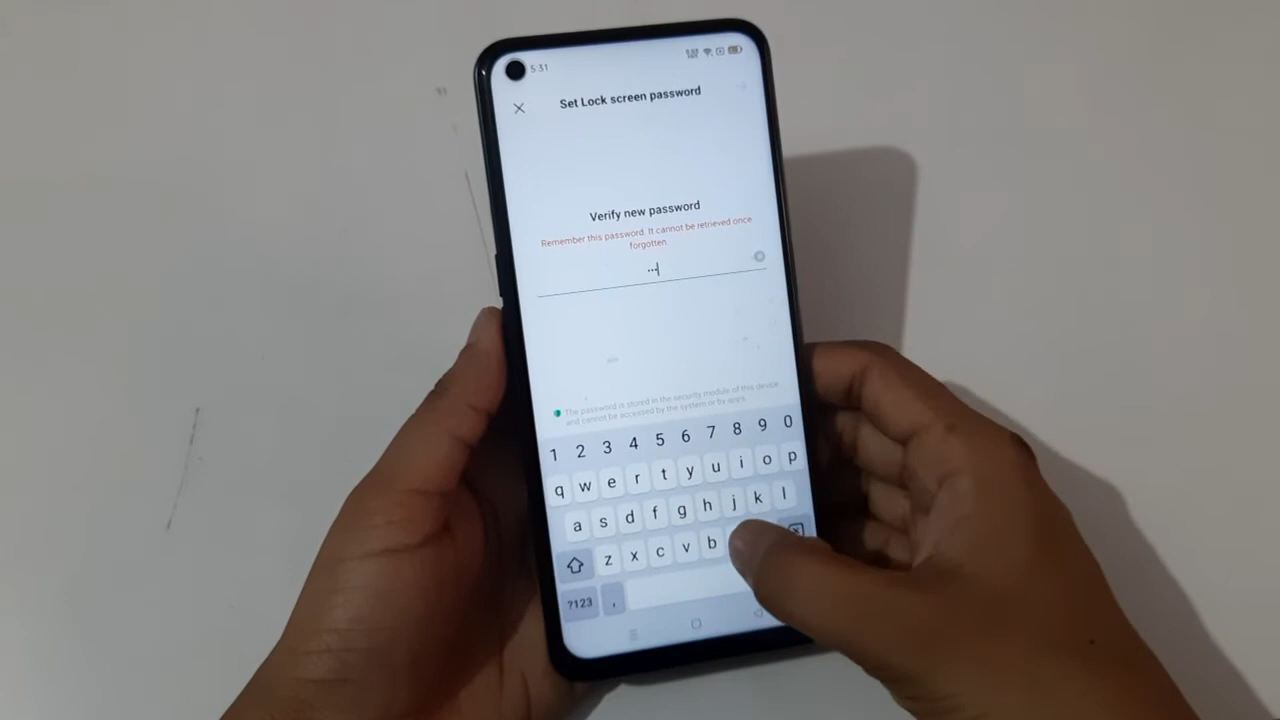 5:31
Set Lock screen password
Verify new password
Remember this password. It cannot be retrieved once
forgotten.
The password is stored in the security module of this device
and cannot be accessed by the system or by apps.
1 2 3 4 5 6 7 8 9 0
q w e r t y u i o p
a s d f g h j k l
z x c v b
?123 ,